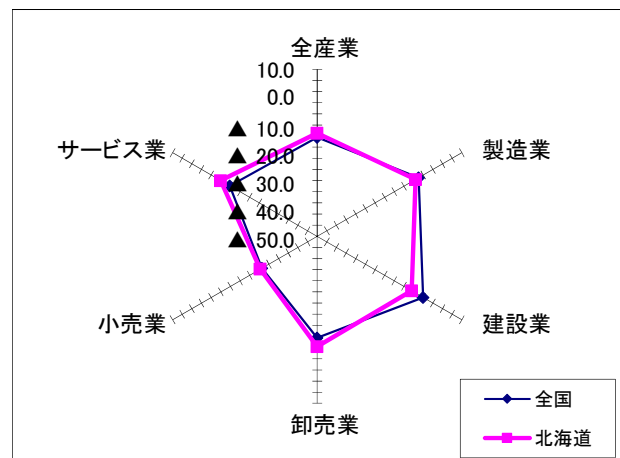 全産業
10.0
0.0
▲ 10.0
▲ 20.0
▲ 30.0
▲ 40.0
▲ 50.0
サービス業
製造業
小売業
建設業
卸売業
全国
北海道